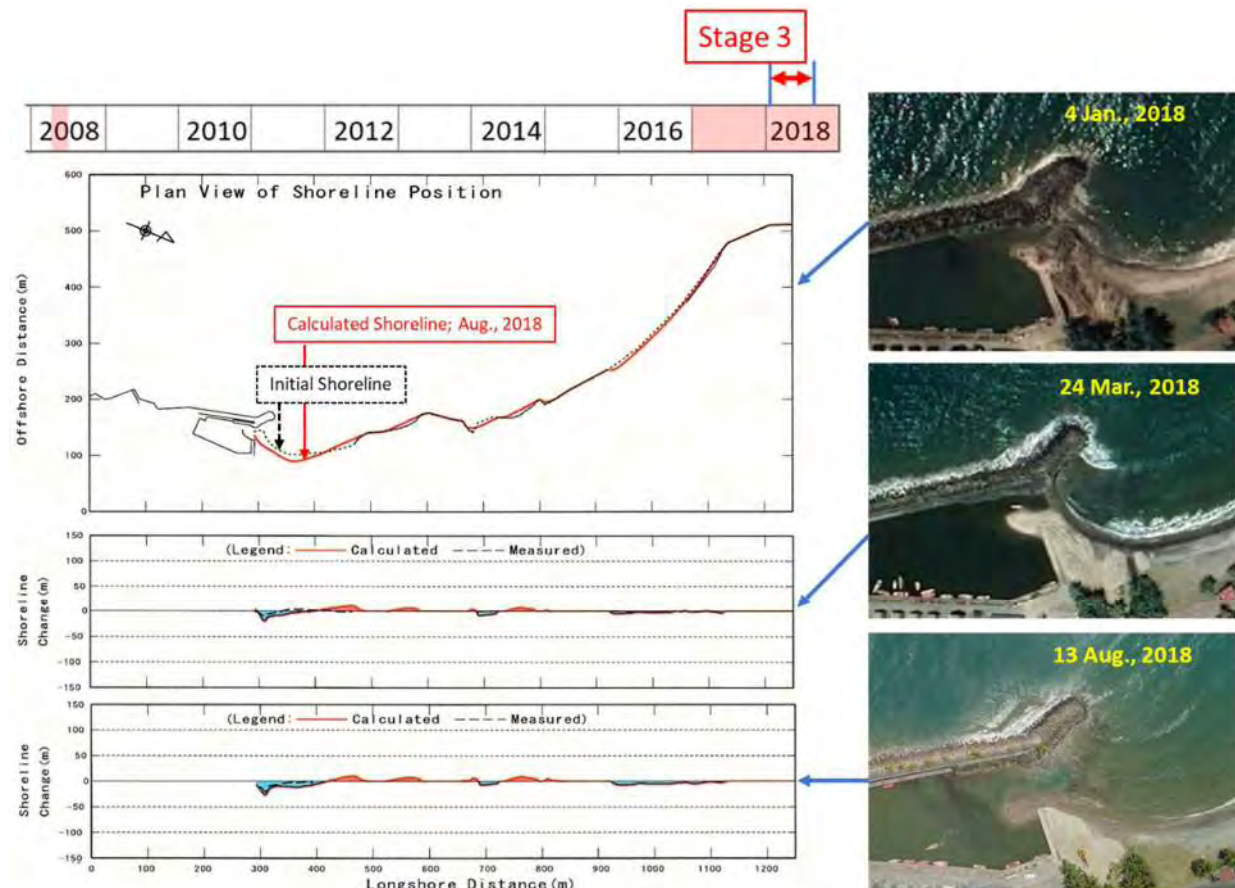 Stage 3
2008 2010 2012 2014 2016 2018
4 Jan., 2018
600
500
400
300
200
100
0
Offshore Distance(m)
Plan View of Shoreline Position
Calculated Shoreline; Aug., 2018
Initial Shoreline
24 Mar., 2018
150
100
50
0
-50
-100
-150
Shoreline
Change(m)
(Legend: Calculated Measured)
13 Aug., 2018
150
100
50
0
-50
-100
-150
Shoreline
Change(m)
(Legend: Calculated Measured)
0 100 200 300 400 500 600 700 800 900 1000 1100 1200
Longshore Distance(m)